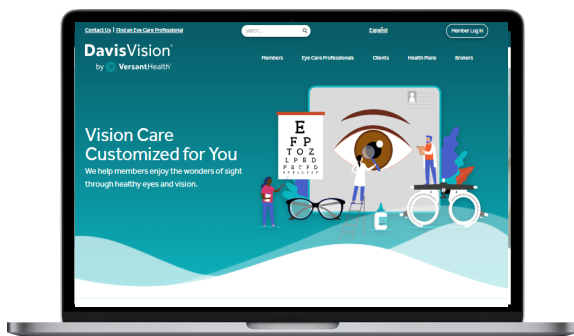 Contact Us | Find an Eye Care Professional
Search...
Español
Member Log In
DavisVision®
by VersantHealth®
Members
Eye Care Professionals
Clients
Health Plans
Brokers
Vision Care
Customized for You
We help members enjoy the wonders of sight
through healthy eyes and vision.
E
F P
T O Z
L P E D
P E C F D